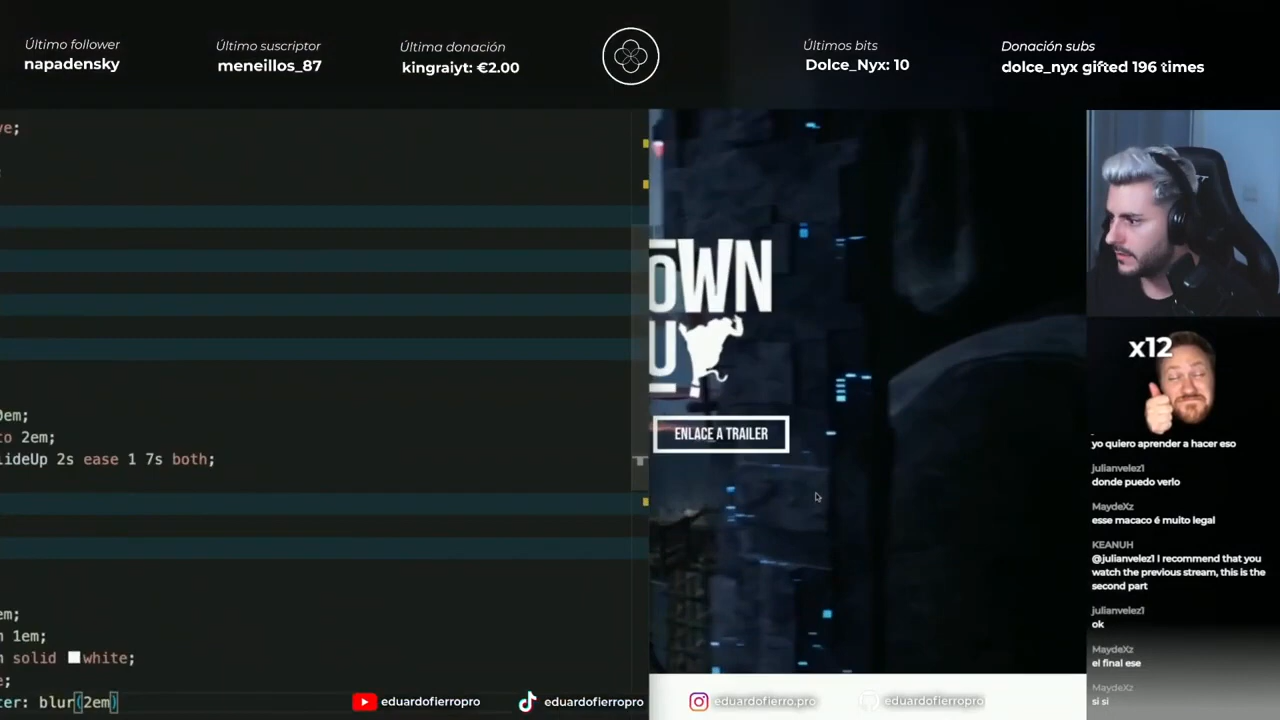 Último follower
napadensky
Último suscriptor
meneillos_87
Última donación
kingraiyt: €2.00
Últimos bits
Dolce_Nyx: 10
Donación subs
dolce_nyx gifted 196 times
ve;
0em;
to 2em;
lideUp 2s ease 1 7s both;
em;
n 1em;
n solid white;
e;
ter: blur(2em)
OWN
U
ENLACE A TRAILER
x12
yo quiero aprender a hacer eso
julianvelez1
donde puedo verlo
MaydeXz
esse macaco é muito legal
KEANUH
@julianvelez1 I recommend that you
watch the previous stream, this is the
second part
julianvelez1
ok
MaydeXz
el final ese
MaydeXz
si si
eduardofierropro
eduardofierropro
eduardofierro.pro
eduardofierropro